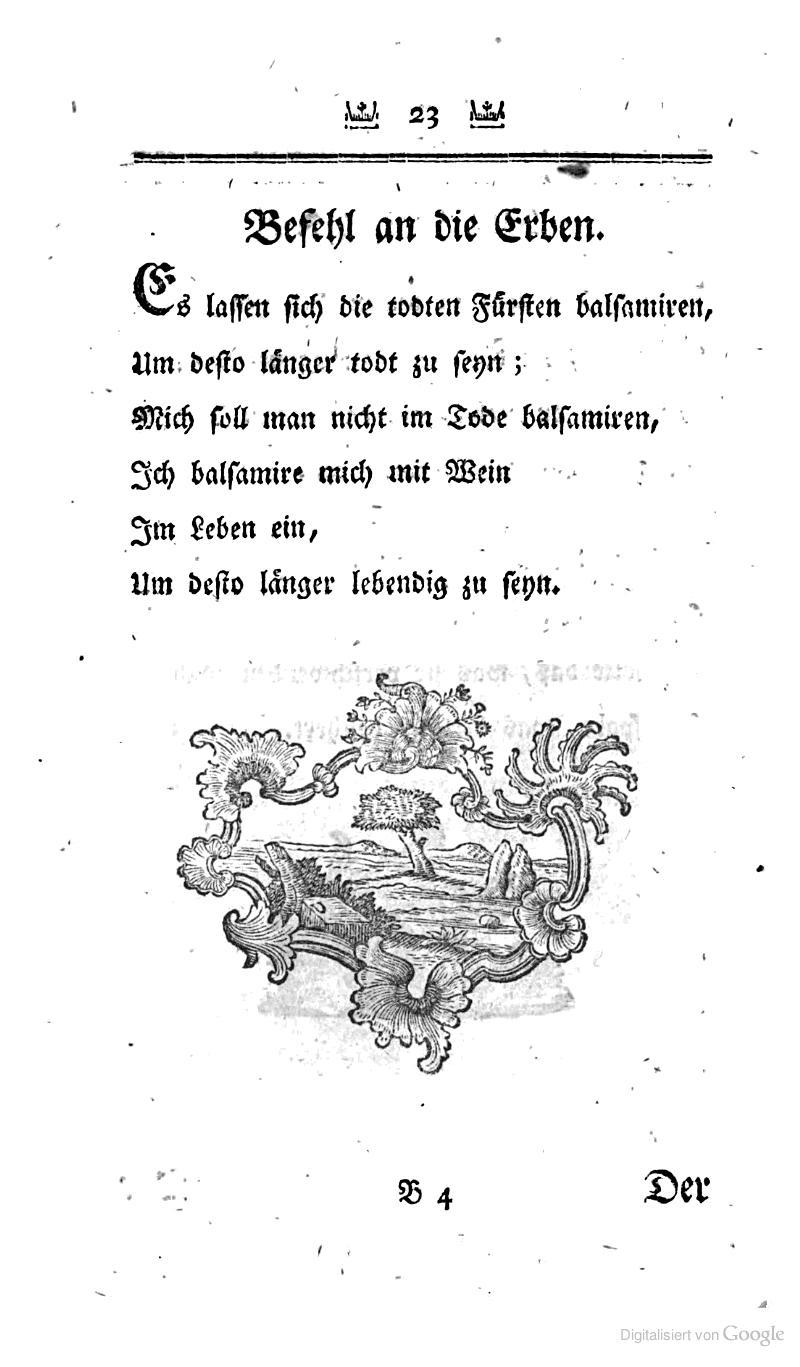 23
Befehl an die Erben.
Es laſſen ſich die todten Fürſten balſamiren,
Um deſto länger todt zu ſeyn;
Mich ſoll man nicht im Tode balſamiren,
Ich balſamire mich mit Wein
Im Leben ein,
Um deſto länger lebendig zu ſeyn.
B 4
Der
Digitalisiert von Google